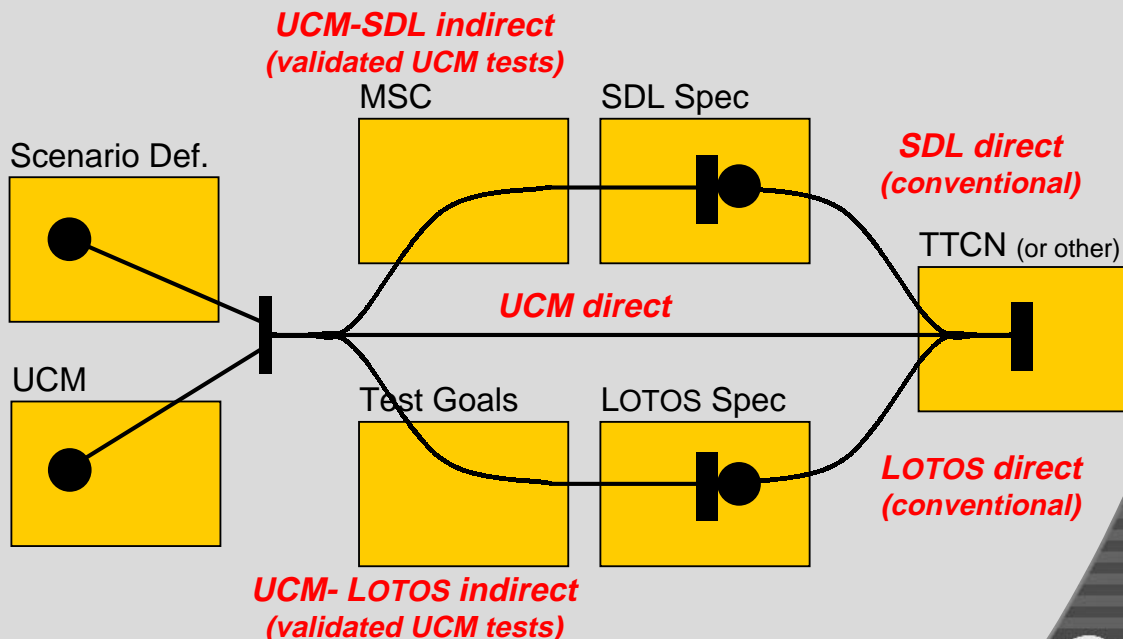 UCM-SDL indirect
(validated UCM tests)
MSC
SDL Spec
Scenario Def.
SDL direct
(conventional)
TTCN (or other)
UCM direct
UCM
Test Goals
LOTOS Spec
LOTOS direct
(conventional)
UCM- LOTOS indirect
(validated UCM tests)